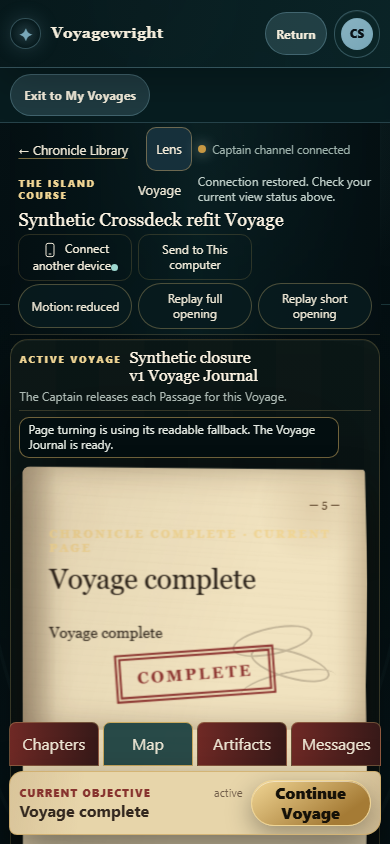 Voyagewright
Return
CS
Exit to My Voyages
← Chronicle Library
Lens
Captain channel connected
THE ISLAND
COURSE
Voyage
Connection restored. Check your
current view status above.
Synthetic Crossdeck refit Voyage
Connect
another device
Send to This
computer
Motion: reduced
Replay full
opening
Replay short
opening
ACTIVE VOYAGE
Synthetic closure
v1 Voyage Journal
The Captain releases each Passage for this Voyage.
Page turning is using its readable fallback. The Voyage
Journal is ready.
— 5 —
CHRONICLE COMPLETE - CURRENT
PAGE
Voyage complete
Voyage complete
COMPLETE
Chapters
Map
Artifacts
Messages
CURRENT OBJECTIVE
Voyage complete
active
Continue
Voyage